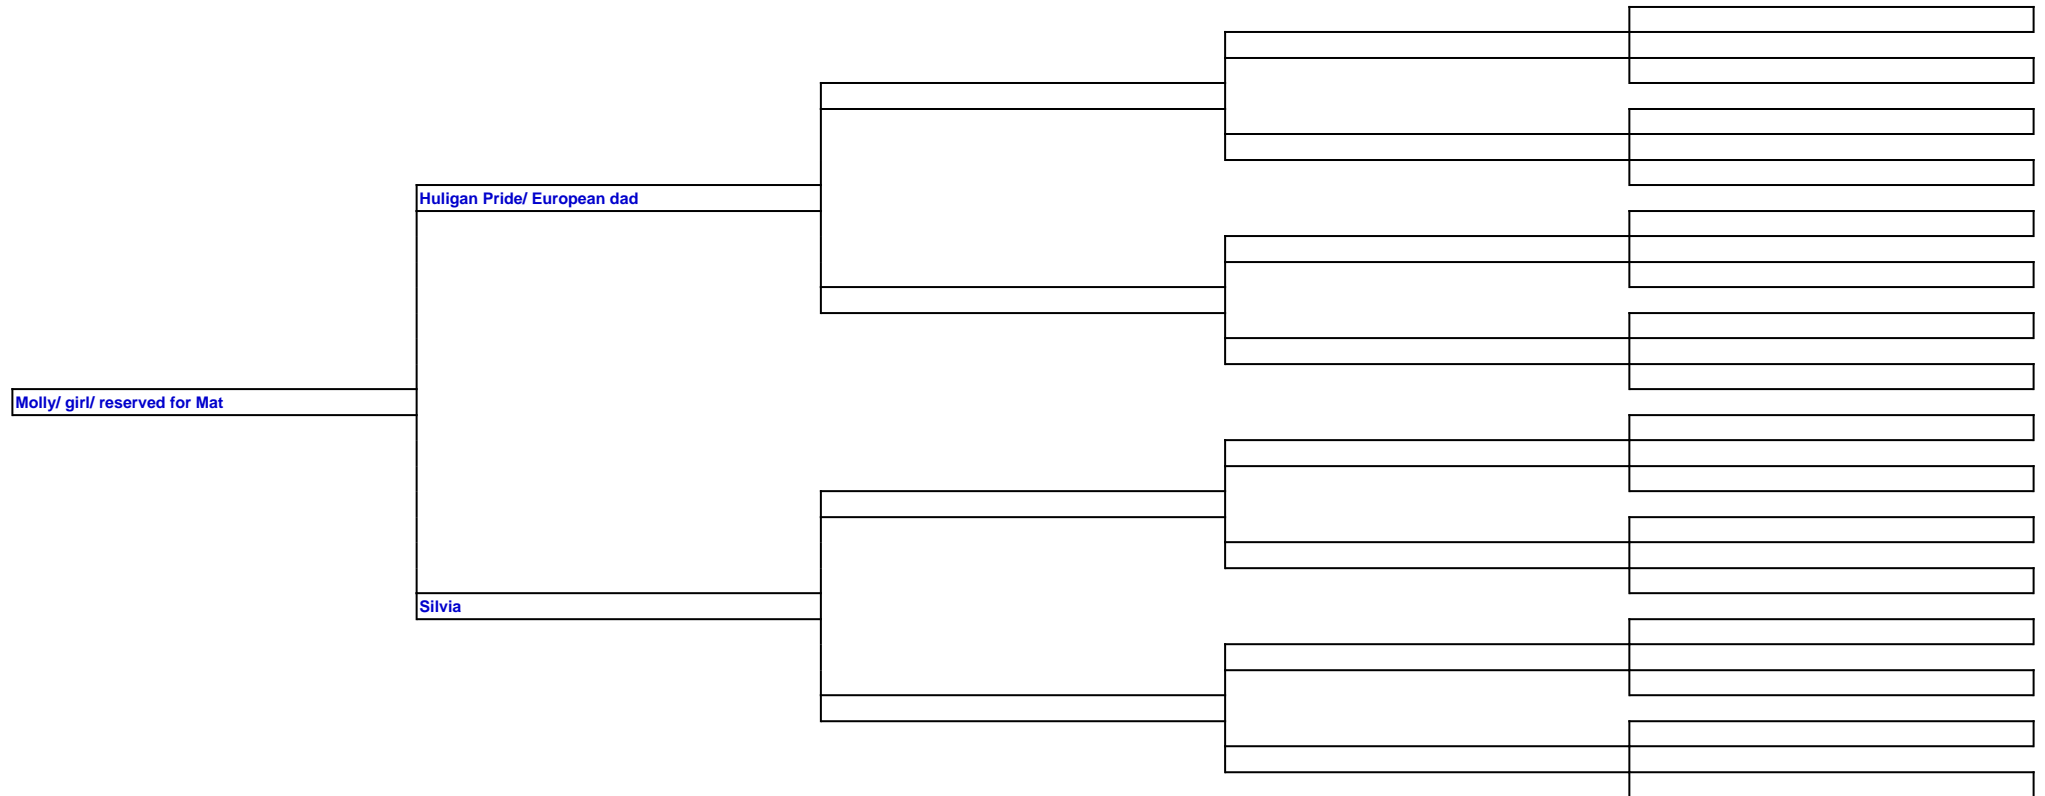 Huligan Pride/ European dad
Molly/ girl/ reserved for Mat
Silvia